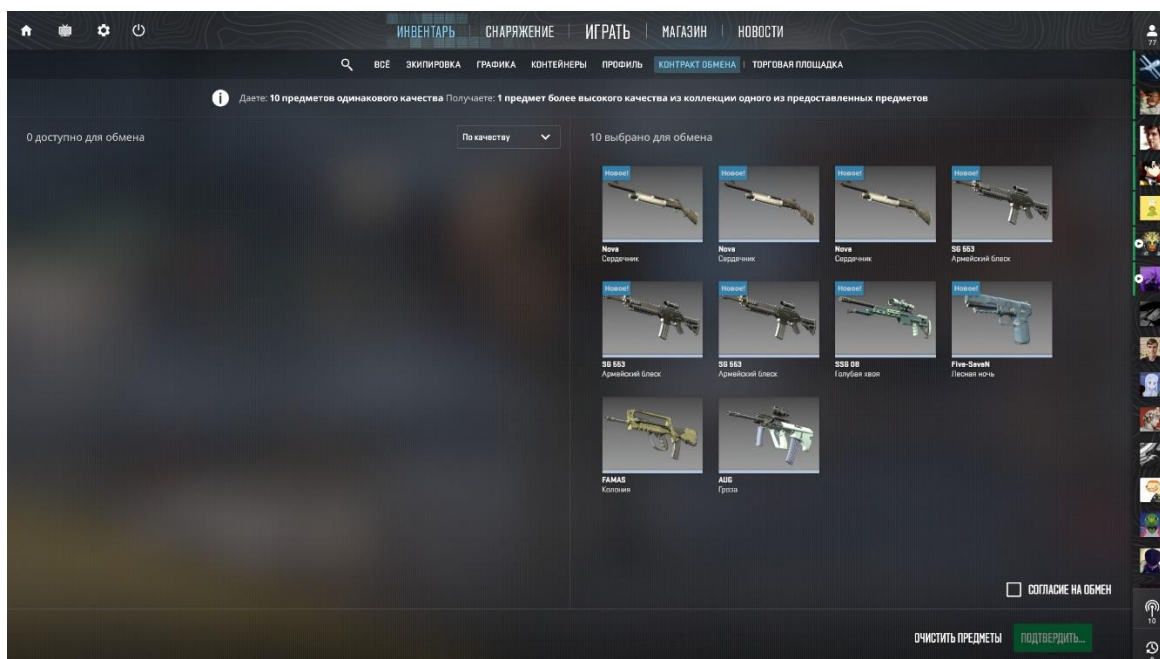 ИНВЕНТАРЬ СНАРЯЖЕНИЕ ИГРАТЬ МАГАЗИН НОВОСТИ
77
ВСЁ ЭКИПИРОВКА ГРАФИКА КОНТЕЙНЕРЫ ПРОФИЛЬ КОНТРАКТ ОБМЕНА ТОРГОВАЯ ПЛОЩАДКА
Даете: 10 предметов одинакового качества Получаете: 1 предмет более высокого качества из коллекции одного из предоставленных предметов
0 доступно для обмена
По качеству
10 выбрано для обмена
Новое! Новое! Новое! Новое!
Nova Nova Nova SG 553
Сердечник Сердечник Сердечник Армейский блеск
Новое! Новое! Новое! Новое!
SG 553 SG 553 SSG 08 Five-SeveN
Армейский блеск Армейский блеск Голубая хвоя Лесная ночь
FAMAS AUG
Колония Гроза
СОГЛАСИЕ НА ОБМЕН
10
ОЧИСТИТЬ ПРЕДМЕТЫ ПОДТВЕРДИТЬ...